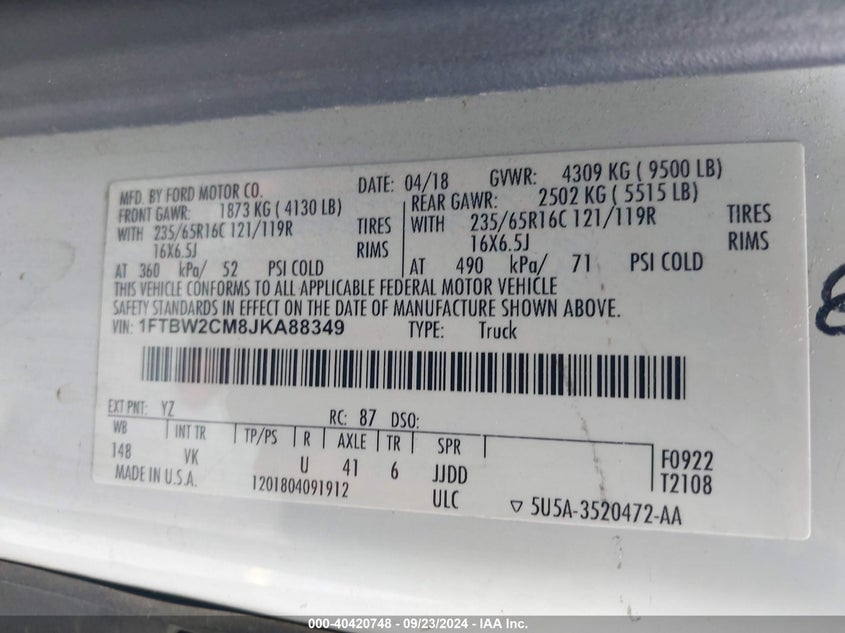 MFD. BY FORD MOTOR CO.
DATE: 04/18 GVWR: 4309 KG ( 9500 LB)
FRONT GAWR: 1873 KG ( 4130 LB)
WITH 235/65R16C 121/119R TIRES
16X6.5J RIMS
AT 360 kPa/ 52 PSI COLD
REAR GAWR: 2502 KG ( 5515 LB)
WITH 235/65R16C 121/119R TIRES
16X6.5J RIMS
AT 490 kPa/ 71 PSI COLD
THIS VEHICLE CONFORMS TO ALL APPLICABLE FEDERAL MOTOR VEHICLE
SAFETY STANDARDS IN EFFECT ON THE DATE OF MANUFACTURE SHOWN ABOVE.
VIN: 1FTBW2CM8JKA88349 TYPE: Truck
EXT PNT: YZ RC: 87 DSO:
WB INT TR TP/PS R AXLE TR SPR
148 VK U 41 6 JJDD F0922
MADE IN U.S.A. 1201804091912 ULC T2108
▽ 5U5A-3520472-AA
000-40420748 - 09/23/2024 - IAA Inc.